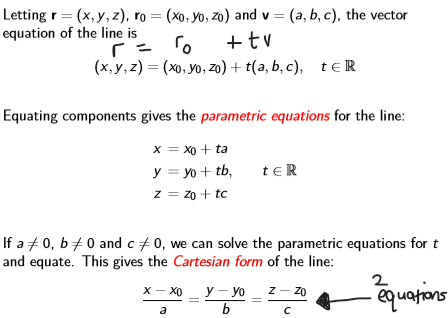 Letting r = (x, y, z), r₀ = (x₀, y₀, z₀) and v = (a, b, c), the vector
equation of the line is
r = r₀ + tv
(x, y, z) = (x₀, y₀, z₀) + t(a, b, c),    t ∈ ℝ
Equating components gives the parametric equations for the line:
x = x₀ + ta
y = y₀ + tb,    t ∈ ℝ
z = z₀ + tc
If a ≠ 0, b ≠ 0 and c ≠ 0, we can solve the parametric equations for t
and equate. This gives the Cartesian form of the line:
(x − x₀)/a = (y − y₀)/b = (z − z₀)/c
2
equations